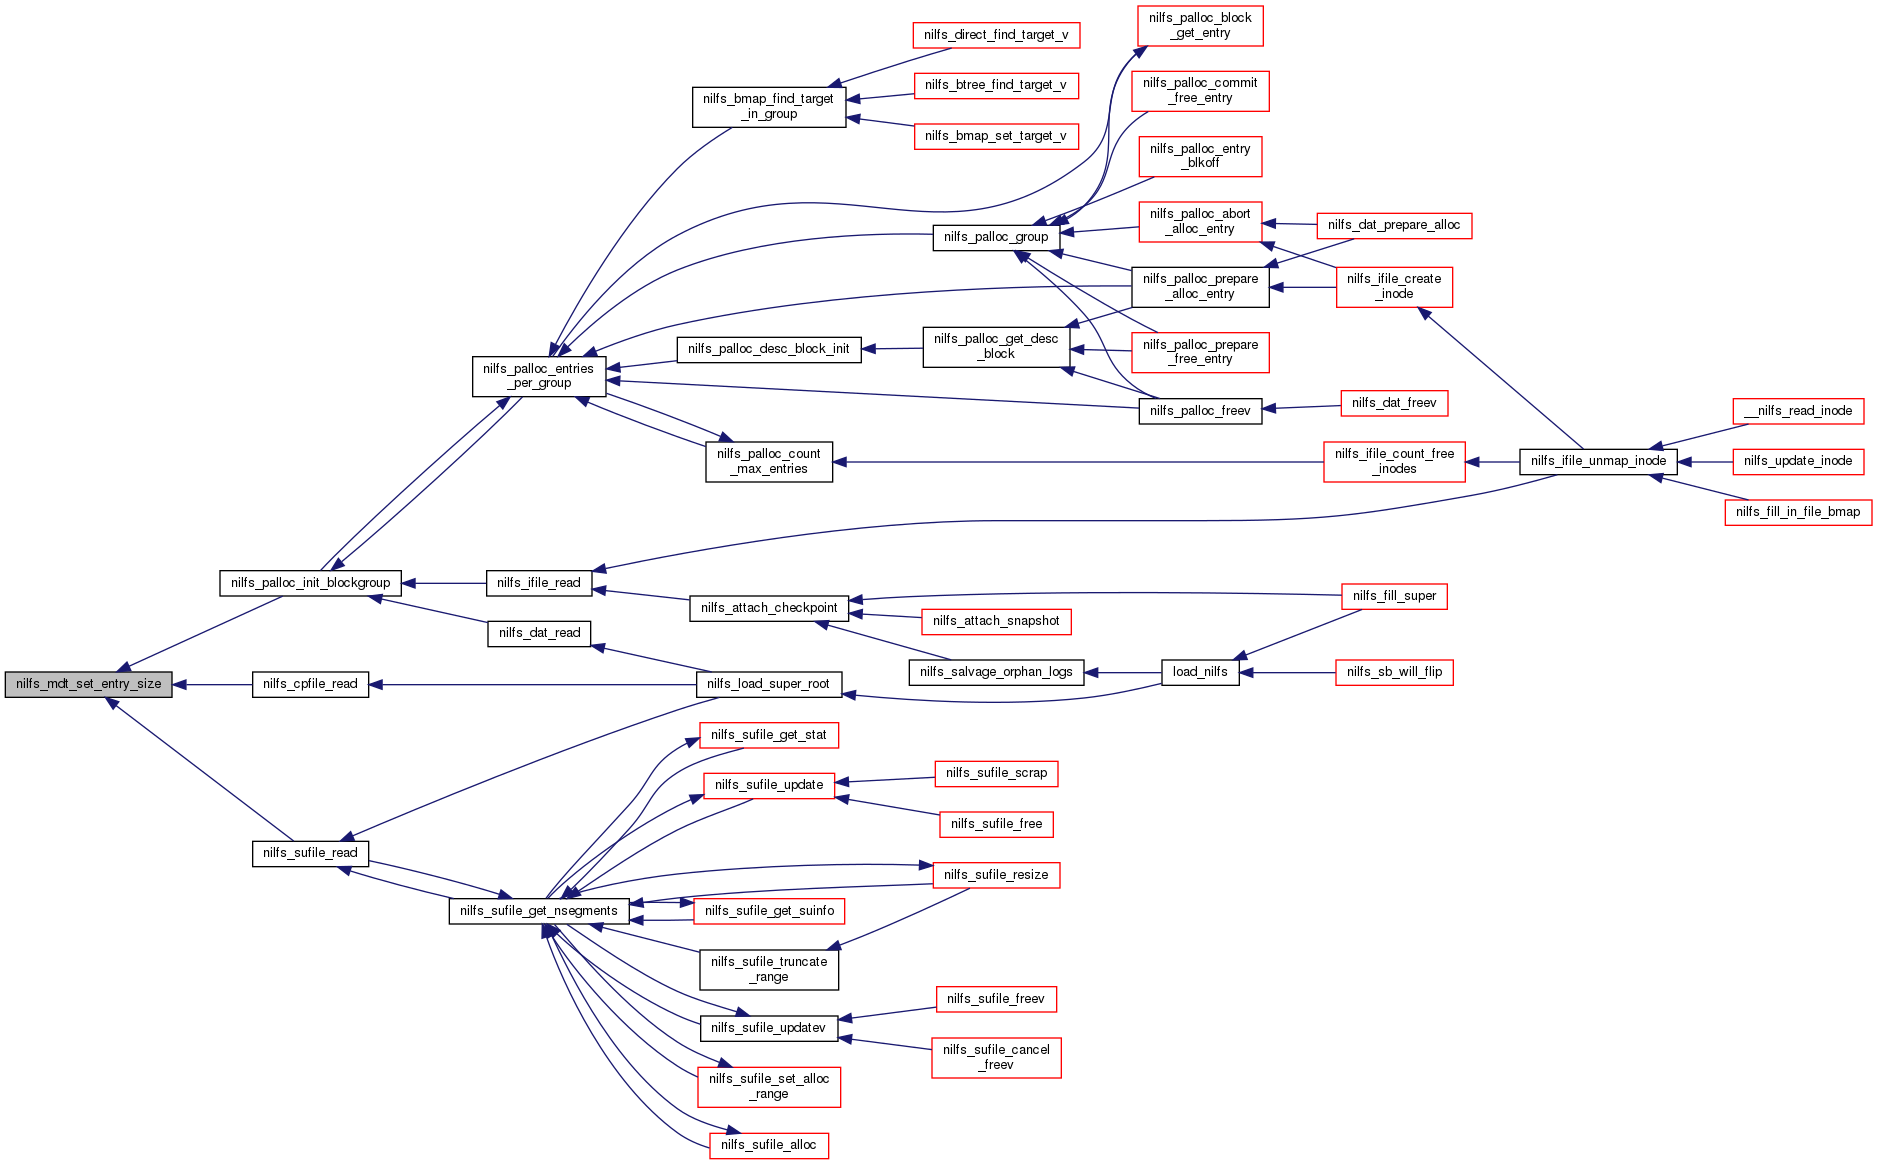 nilfs_mdt_set_entry_size
nilfs_palloc_init_blockgroup
nilfs_cpfile_read
nilfs_sufile_read
nilfs_palloc_entries
_per_group
nilfs_ifile_read
nilfs_dat_read
nilfs_sufile_get_nsegments
nilfs_bmap_find_target
_in_group
nilfs_palloc_desc_block_init
nilfs_palloc_count
_max_entries
nilfs_attach_checkpoint
nilfs_load_super_root
nilfs_sufile_get_stat
nilfs_sufile_update
nilfs_sufile_get_suinfo
nilfs_sufile_truncate
_range
nilfs_sufile_updatev
nilfs_sufile_set_alloc
_range
nilfs_sufile_alloc
nilfs_direct_find_target_v
nilfs_btree_find_target_v
nilfs_bmap_set_target_v
nilfs_palloc_group
nilfs_palloc_get_desc
_block
nilfs_attach_snapshot
nilfs_salvage_orphan_logs
nilfs_sufile_scrap
nilfs_sufile_free
nilfs_sufile_resize
nilfs_sufile_freev
nilfs_sufile_cancel
_freev
nilfs_palloc_block
_get_entry
nilfs_palloc_commit
_free_entry
nilfs_palloc_entry
_blkoff
nilfs_palloc_abort
_alloc_entry
nilfs_palloc_prepare
_alloc_entry
nilfs_palloc_prepare
_free_entry
nilfs_palloc_freev
load_nilfs
nilfs_dat_prepare_alloc
nilfs_ifile_create
_inode
nilfs_dat_freev
nilfs_ifile_count_free
_inodes
nilfs_fill_super
nilfs_sb_will_flip
nilfs_ifile_unmap_inode
__nilfs_read_inode
nilfs_update_inode
nilfs_fill_in_file_bmap